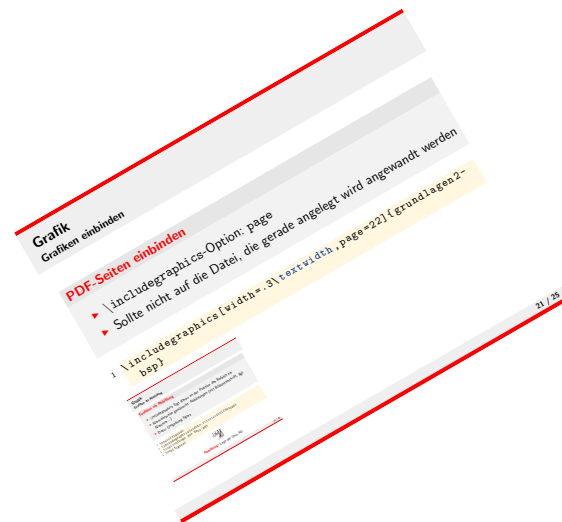 Grafik
Grafiken einbinden
PDF-Seiten einbinden
▶ \includegraphics-Option: page
▶ Sollte nicht auf die Datei, die gerade angelegt wird angewandt werden
1 \includegraphics[width=.3\textwidth,page=22]{grundlagen2-
bsp}
Grafik
21 / 25